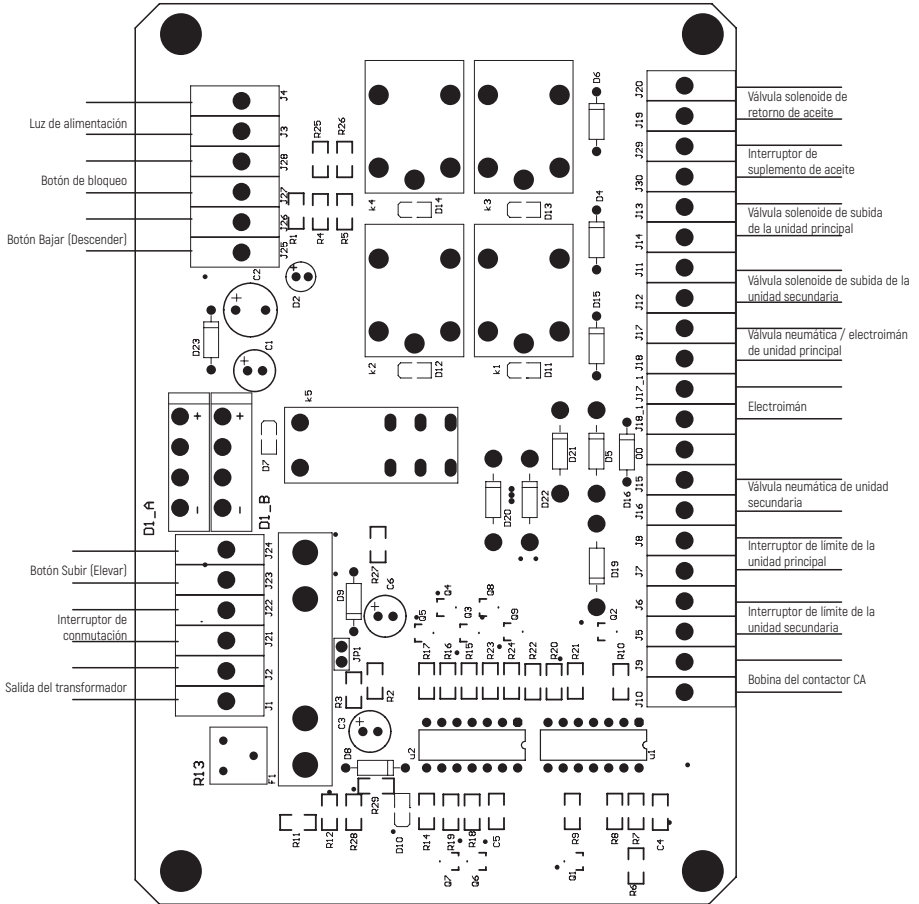 Luz de alimentación
Botón de bloqueo
Botón Bajar (Descender)
Botón Subir (Elevar)
Interruptor de
conmutación
Salida del transformador
J4
J3
J28
J27
J26
J25
R25
R26
R1
R4
R5
C2
D2
D23
C1
k4
D14
k3
D13
k2
D12
k1
D11
D6
D4
D15
k5
D7
D1_A
+
-
D1_B
+
-
D21
D5
D16
D20
D22
D19
J24
J23
J22
J21
J2
J1
R13
F1
R27
D9
C6
JP1
R3
R2
C3
D8
R29
D10
Q5
Q4
Q3
Q8
Q9
Q2
R17
R16
R15
R23
R24
R22
R20
R21
R10
u2
u1
R11
R12
R28
R14
R19
R18
C5
R9
R8
R7
C4
R6
Q7
Q6
Q1
J20
J19
J29
J30
J13
J14
J11
J12
J17
J18
J17_1
J18_1
00
J15
J16
J8
J7
J6
J5
J9
J10
Válvula solenoide de
retorno de aceite
Interruptor de
suplemento de aceite
Válvula solenoide de subida
de la unidad principal
Válvula solenoide de subida de la
unidad secundaria
Válvula neumática / electroimán
de unidad principal
Electroimán
Válvula neumática de unidad
secundaria
Interruptor de límite de la
unidad principal
Interruptor de límite de la
unidad secundaria
Bobina del contactor CA